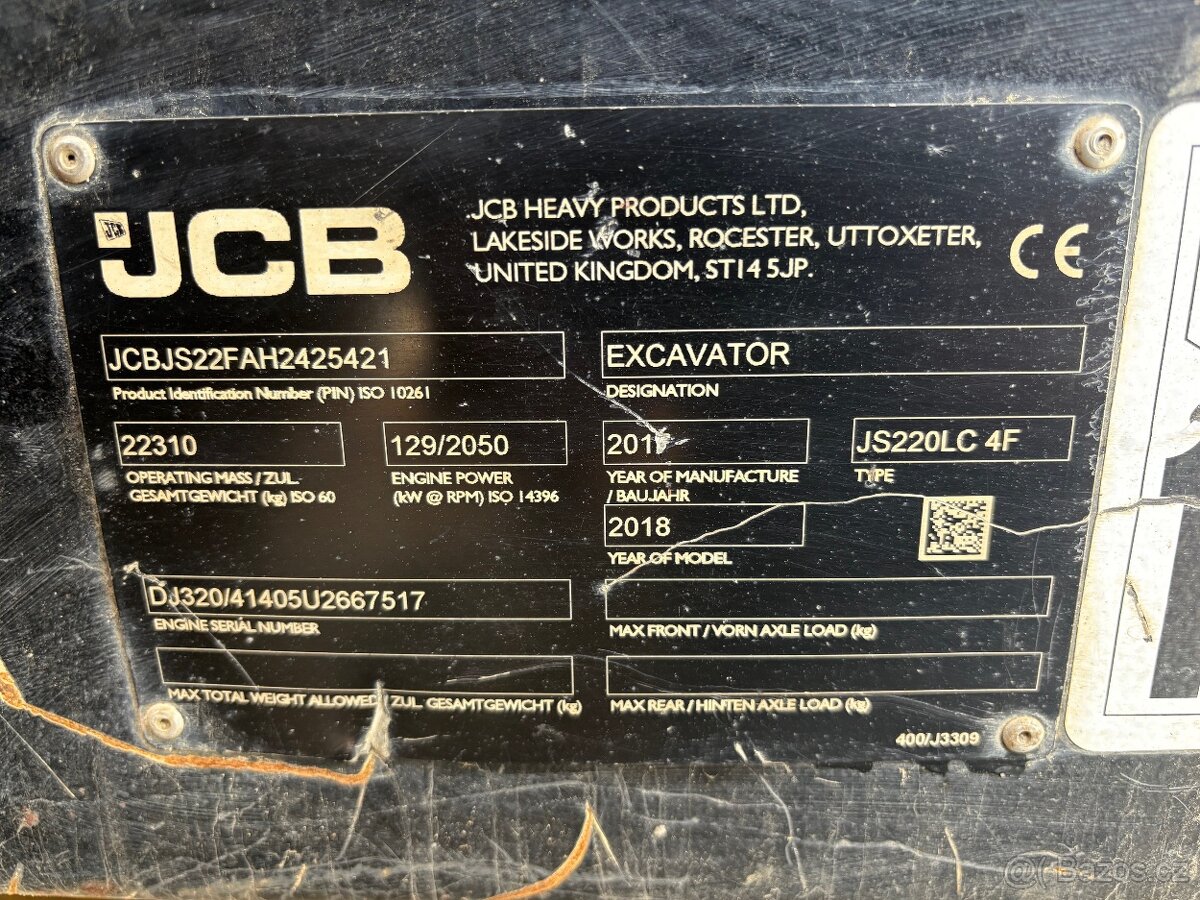 JCB
JCB
JCB HEAVY PRODUCTS LTD,
LAKESIDE WORKS, ROCESTER, UTTOXETER,
UNITED KINGDOM, ST14 5JP.
CE
JCBJS22FAH2425421
Product Identification Number (PIN) ISO 10261
EXCAVATOR
DESIGNATION
22310
OPERATING MASS / ZUL.
GESAMTGEWICHT (kg) ISO 60
129/2050
ENGINE POWER
(kW @ RPM) ISO 14396
YEAR OF MANUFACTURE
/ BAUJAHR
JS220LC 4F
TYPE
2018
YEAR OF MODEL
DJ320/41405U2667517
ENGINE SERIAL NUMBER
MAX FRONT / VORN AXLE LOAD (kg)
MAX TOTAL WEIGHT ALLOWED / ZUL. GESAMTGEWICHT (kg)
MAX REAR / HINTEN AXLE LOAD (kg)
400/J3309
@ Bazos.cz